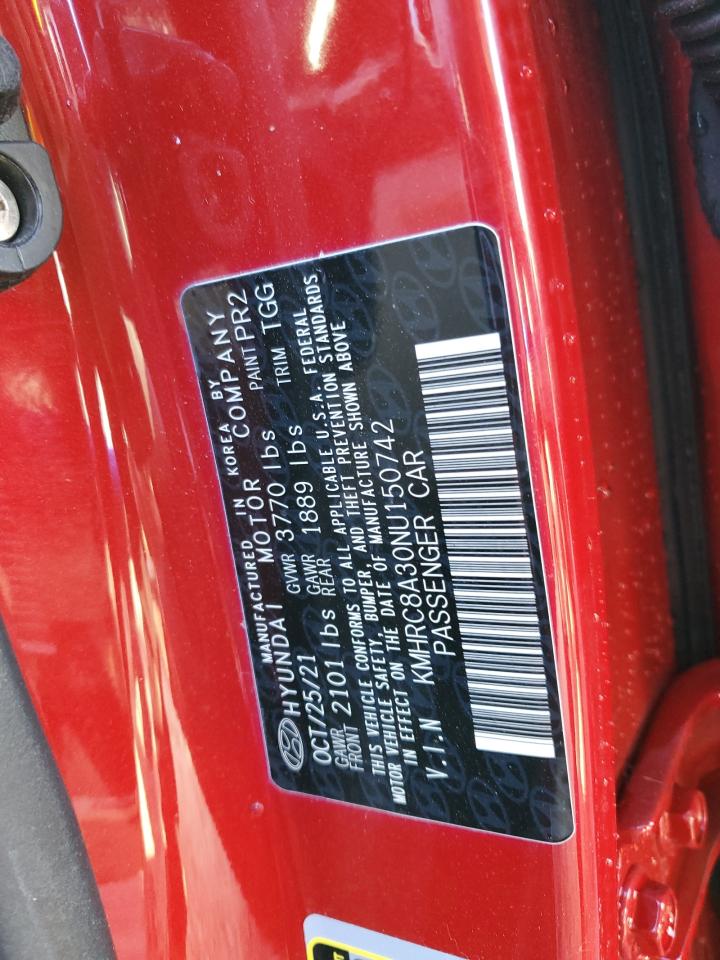 MANUFACTURED IN KOREA BY
HYUNDAI MOTOR COMPANY
OCT/25/21 GVWR 3770 lbs PAINT PR2
GAWR FRONT 2101 lbs GAWR REAR 1889 lbs TRIM TGG
THIS VEHICLE CONFORMS TO ALL APPLICABLE U.S.A. FEDERAL
MOTOR VEHICLE SAFETY, BUMPER, AND THEFT PREVENTION STANDARDS,
IN EFFECT ON THE DATE OF MANUFACTURE SHOWN ABOVE
V.I.N KMHRC8A30NU150742
PASSENGER CAR